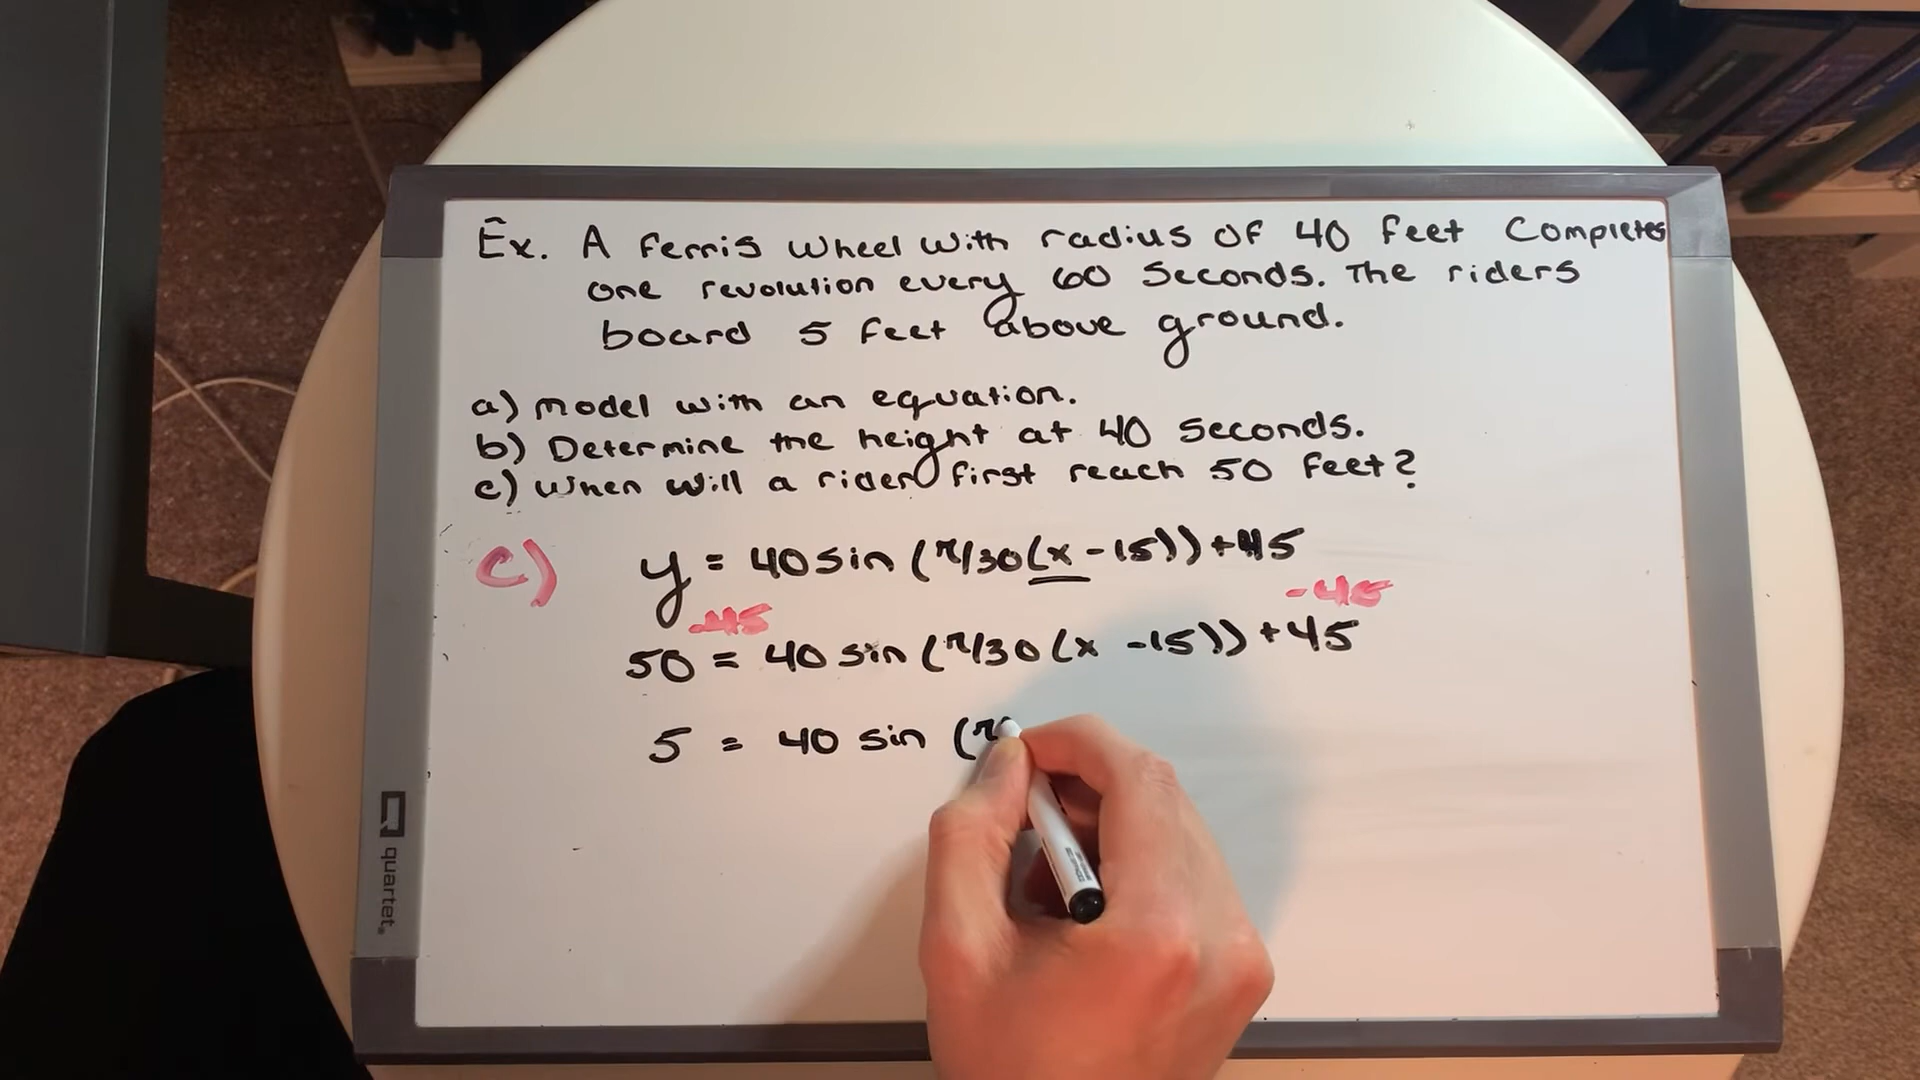 Ex. A Ferris wheel with radius of 40 feet completes
one revolution every 60 seconds. The riders
board 5 feet above ground.
a) model with an equation.
b) Determine the height at 40 seconds.
c) when will a rider first reach 50 feet?
c) y = 40 sin (π/30(x - 15)) + 45
-45 -45
50 = 40 sin (π/30(x - 15)) + 45
5 = 40 sin (π
quartet